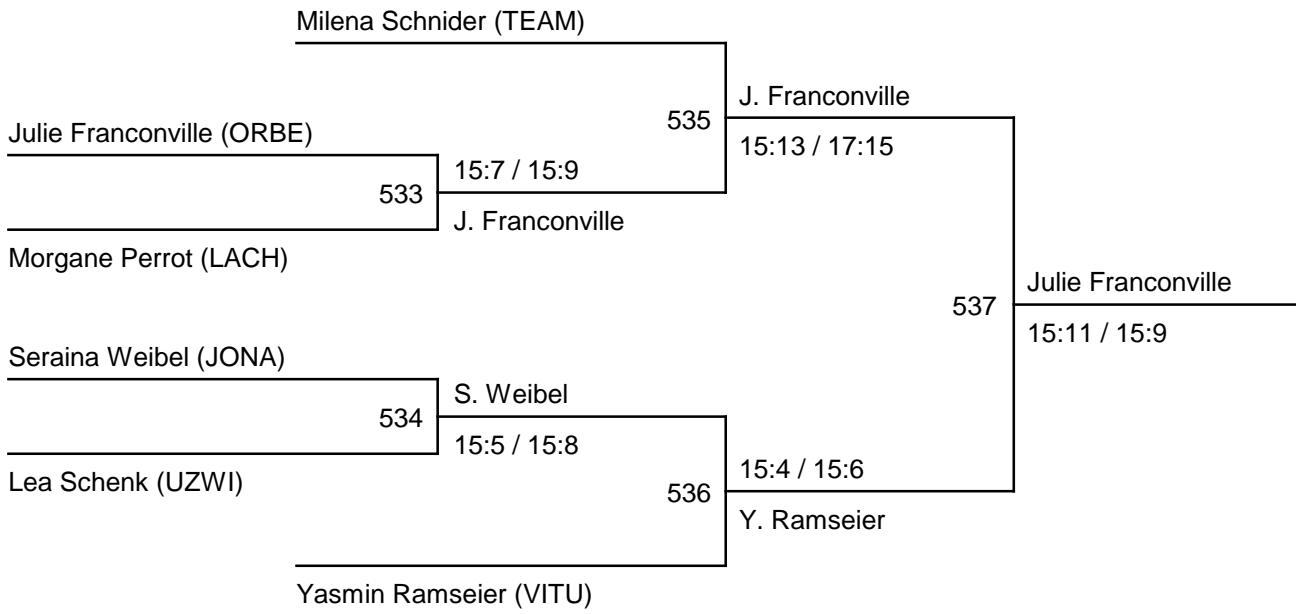 Milena Schnider (TEAM)
J. Franconville
535
Julie Franconville (ORBE)
15:13 / 17:15
15:7 / 15:9
533
J. Franconville
Morgane Perrot (LACH)
Julie Franconville
537
15:11 / 15:9
Seraina Weibel (JONA)
S. Weibel
534
15:5 / 15:8
15:4 / 15:6
Lea Schenk (UZWI)
536
Y. Ramseier
Yasmin Ramseier (VITU)